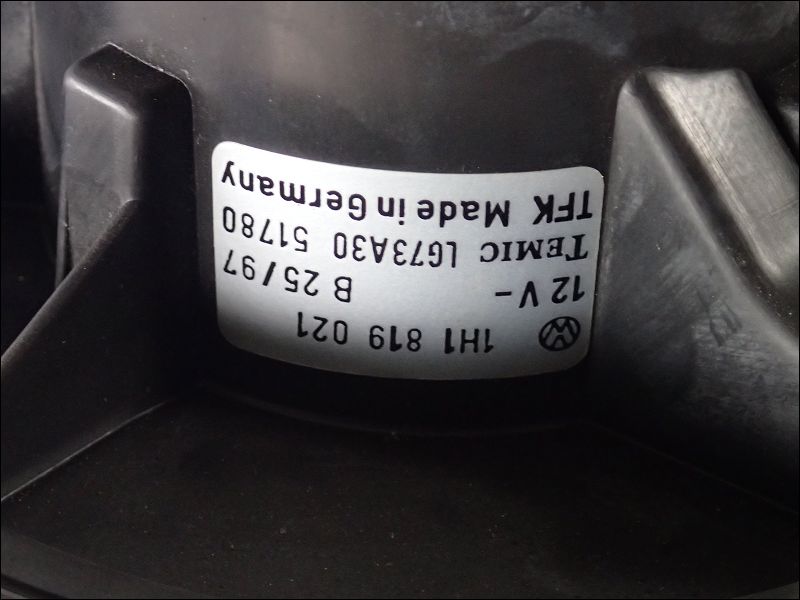 1H1 819 021
12 V - B 25/97
TEMIC LG73A30 51780
TFK Made in Germany